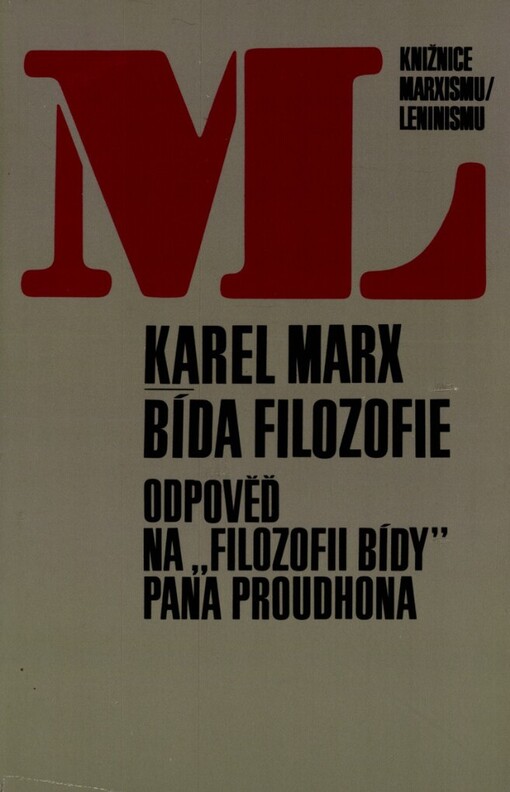 ML
KNIŽNICE
MARXISMU/
LENINISMU
KAREL MARX
BÍDA FILOZOFIE
ODPOVĚĎ
NA „FILOZOFII BÍDY”
PANA PROUDHONA